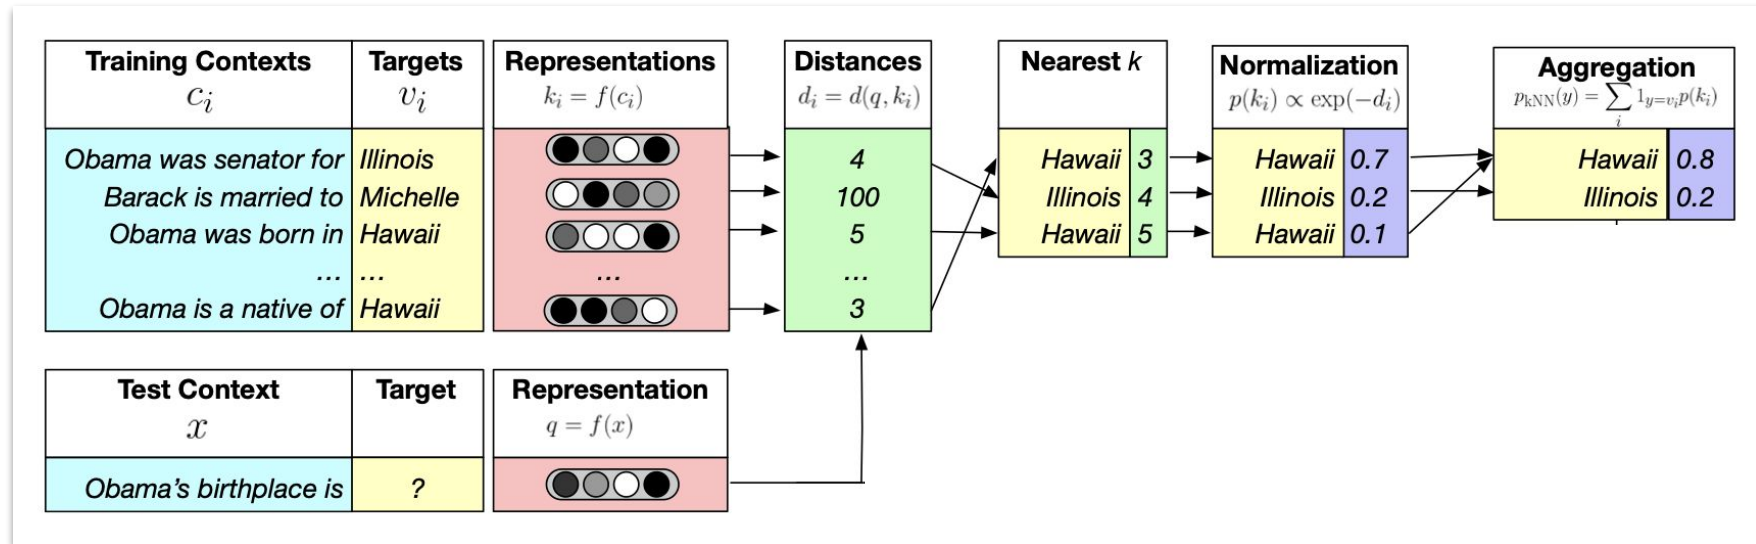 Training Contexts Targets Representations Distances Nearest k Normalization Aggregation
c_i v_i k_i = f(c_i) d_i = d(q, k_i) p(k_i) ∝ exp(−d_i) p_kNN(y) = ∑_i 1_{y=v_i} p(k_i)
Obama was senator for Illinois 4 Hawaii 3 Hawaii 0.7 Hawaii 0.8
Barack is married to Michelle 100 Illinois 4 Illinois 0.2 Illinois 0.2
Obama was born in Hawaii 5 Hawaii 5 Hawaii 0.1
... ... ... ...
Obama is a native of Hawaii 3
Test Context Target Representation
x q = f(x)
Obama’s birthplace is ?